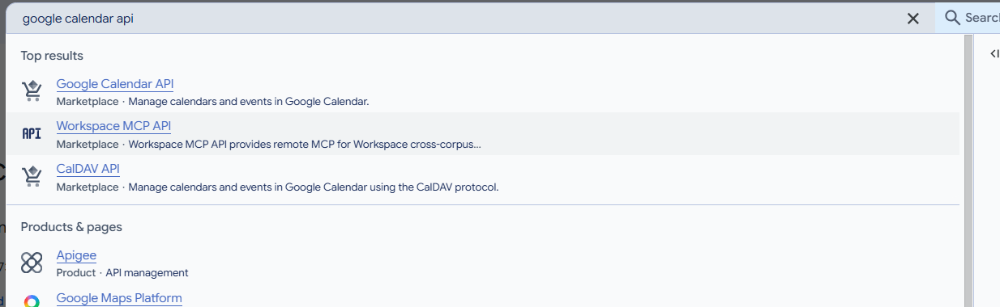 google calendar api
Search
Top results
Google Calendar API
Marketplace · Manage calendars and events in Google Calendar.
API
Workspace MCP API
Marketplace · Workspace MCP API provides remote MCP for Workspace cross-corpus...
CalDAV API
Marketplace · Manage calendars and events in Google Calendar using the CalDAV protocol.
Products & pages
Apigee
Product · API management
Google Maps Platform